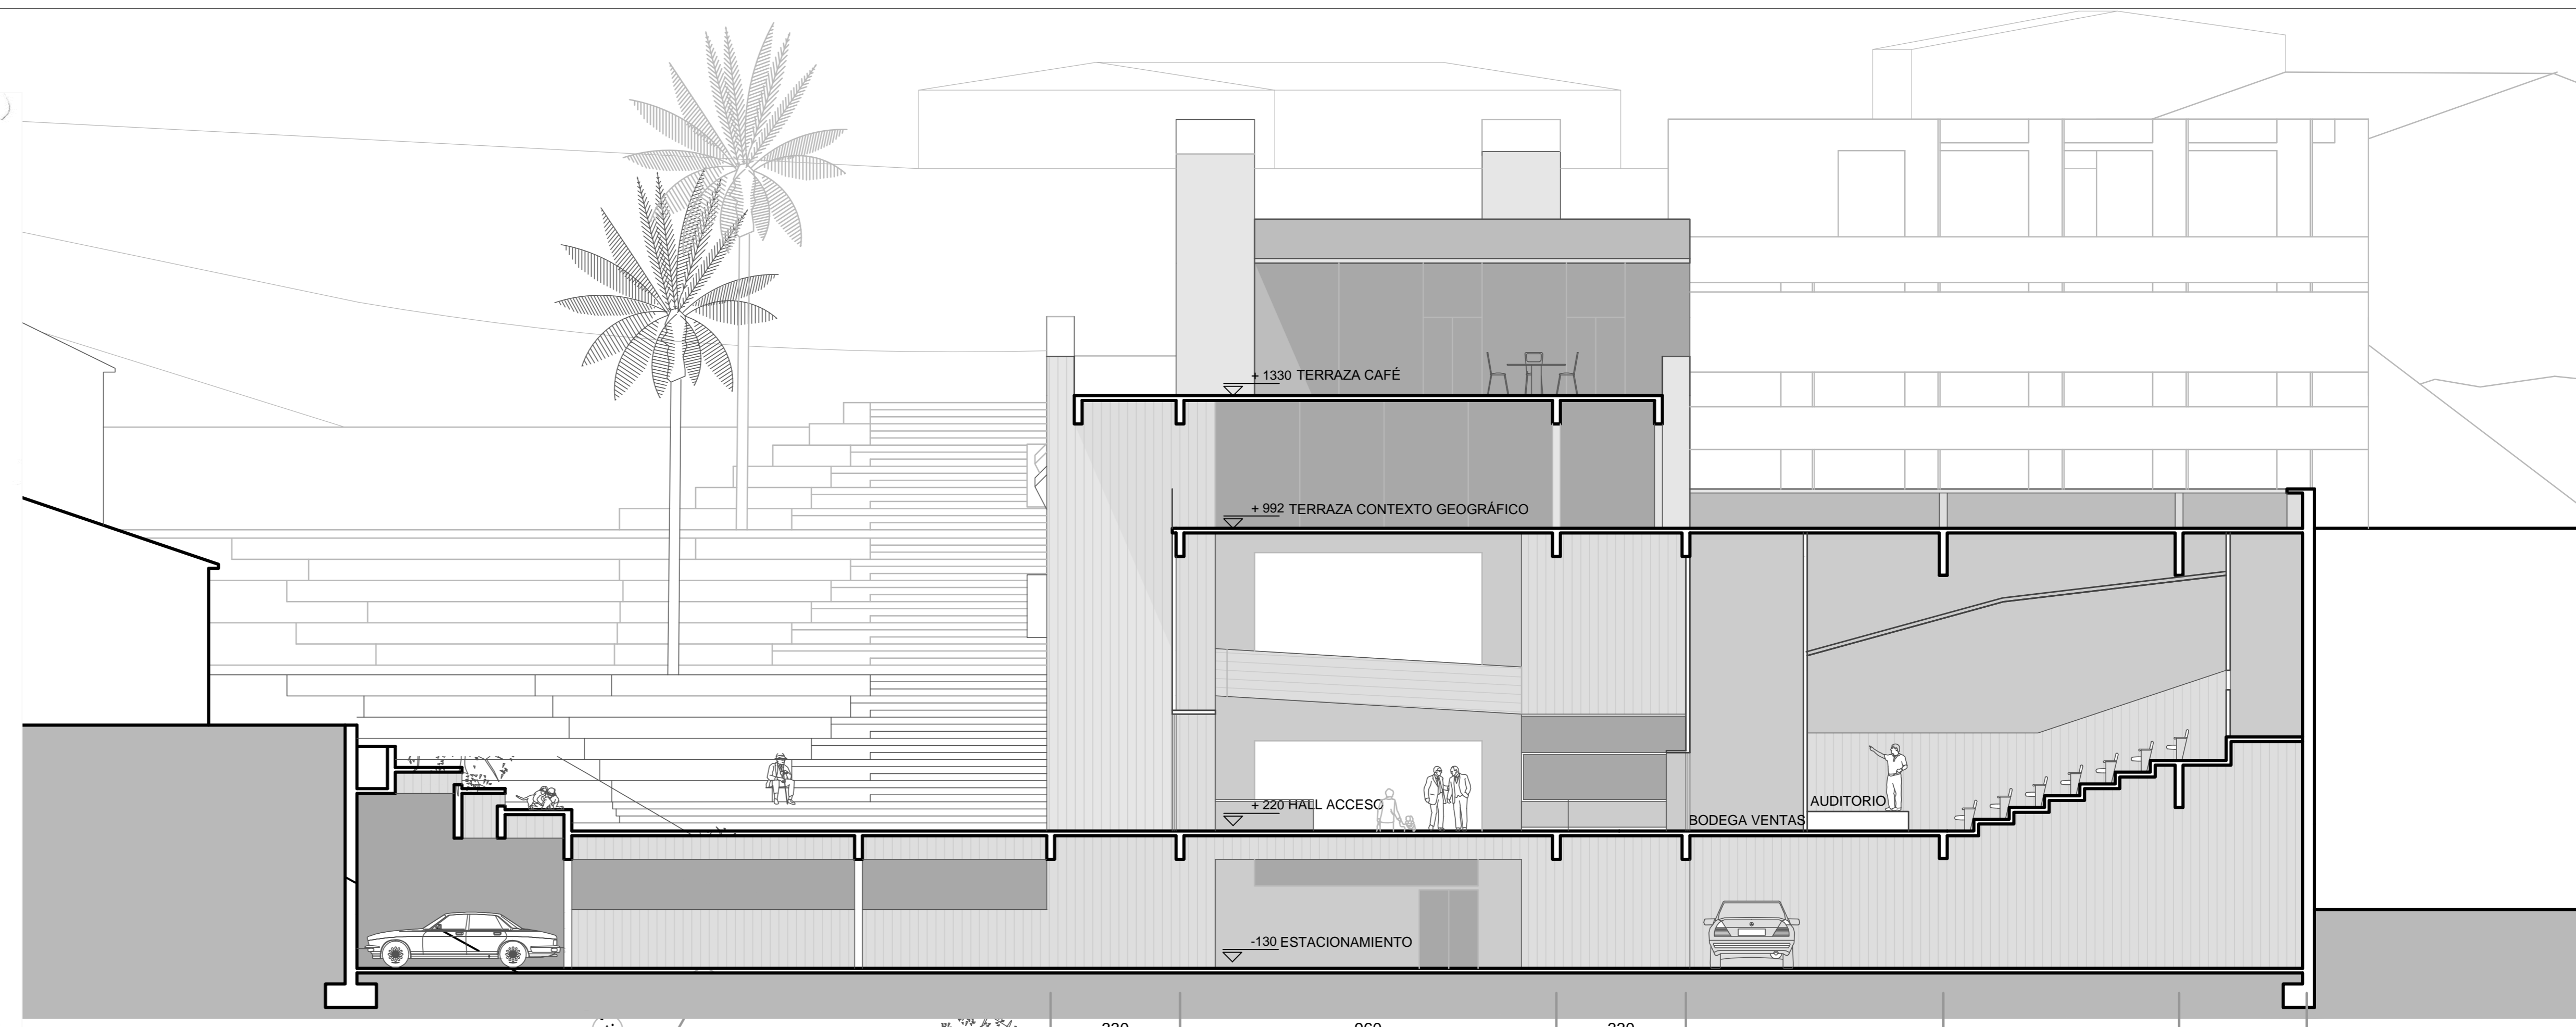 + 1330 TERRAZA CAFÉ
+ 992 TERRAZA CONTEXTO GEOGRÁFICO
+ 220 HALL ACCESO
AUDITORIO
BODEGA VENTAS
-130 ESTACIONAMIENTO